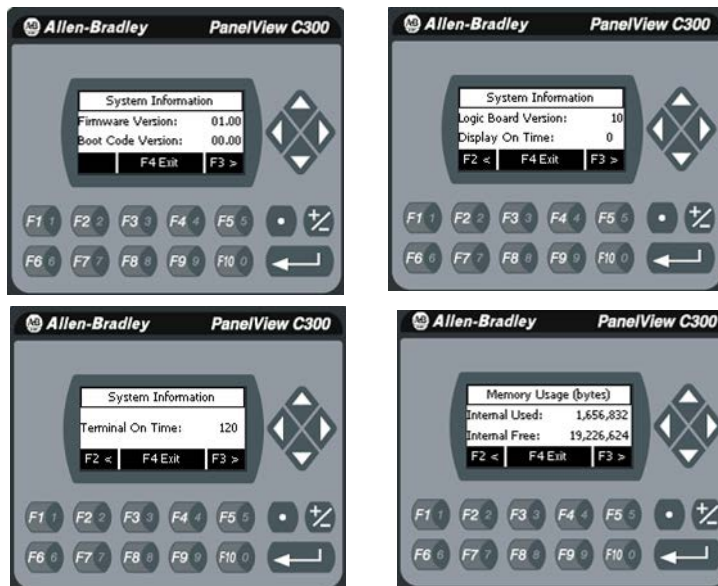 Allen-Bradley PanelView C300
System Information
Firmware Version: 01.00
Boot Code Version: 00.00
F4 Exit F3 >
F1 1 F2 2 F3 3 F4 4 F5 5 • +/-
F6 6 F7 7 F8 8 F9 9 F10 0
Allen-Bradley PanelView C300
System Information
Logic Board Version: 10
Display On Time: 0
F2 < F4 Exit F3 >
F1 1 F2 2 F3 3 F4 4 F5 5 • +/-
F6 6 F7 7 F8 8 F9 9 F10 0
Allen-Bradley PanelView C300
System Information
Terminal On Time: 120
F2 < F4 Exit F3 >
F1 1 F2 2 F3 3 F4 4 F5 5 • +/-
F6 6 F7 7 F8 8 F9 9 F10 0
Allen-Bradley PanelView C300
Memory Usage (bytes)
Internal Used: 1,656,832
Internal Free: 19,226,624
F2 < F4 Exit F3 >
F1 1 F2 2 F3 3 F4 4 F5 5 • +/-
F6 6 F7 7 F8 8 F9 9 F10 0